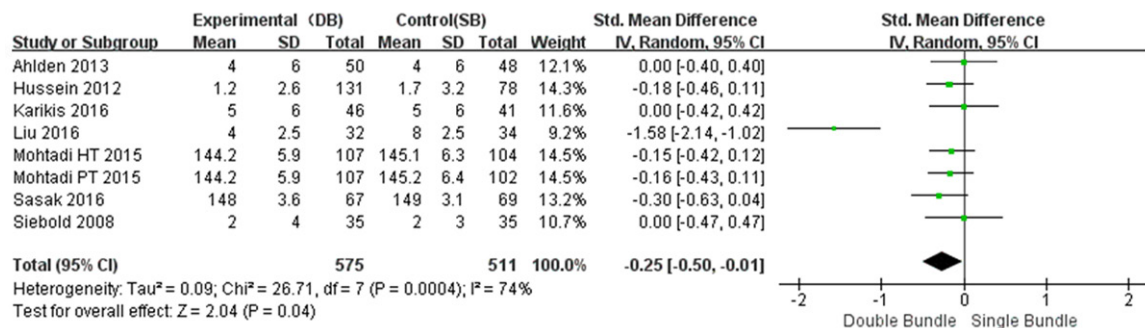 Experimental (DB) Control(SB) Std. Mean Difference Std. Mean Difference
Study or Subgroup Mean SD Total Mean SD Total Weight IV, Random, 95% CI IV, Random, 95% CI
Ahlden 2013 4 6 50 4 6 48 12.1% 0.00 [-0.40, 0.40]
Hussein 2012 1.2 2.6 131 1.7 3.2 78 14.3% -0.18 [-0.46, 0.11]
Karikis 2016 5 6 46 5 6 41 11.6% 0.00 [-0.42, 0.42]
Liu 2016 4 2.5 32 8 2.5 34 9.2% -1.58 [-2.14, -1.02]
Mohtadi HT 2015 144.2 5.9 107 145.1 6.3 104 14.5% -0.15 [-0.42, 0.12]
Mohtadi PT 2015 144.2 5.9 107 145.2 6.4 102 14.5% -0.16 [-0.43, 0.11]
Sasak 2016 148 3.6 67 149 3.1 69 13.2% -0.30 [-0.63, 0.04]
Siebold 2008 2 4 35 2 3 35 10.7% 0.00 [-0.47, 0.47]
Total (95% CI) 575 511 100.0% -0.25 [-0.50, -0.01]
Heterogeneity: Tau² = 0.09; Chi² = 26.71, df = 7 (P = 0.0004); I² = 74%
Test for overall effect: Z = 2.04 (P = 0.04)
-2 -1 0 1 2
Double Bundle Single Bundle